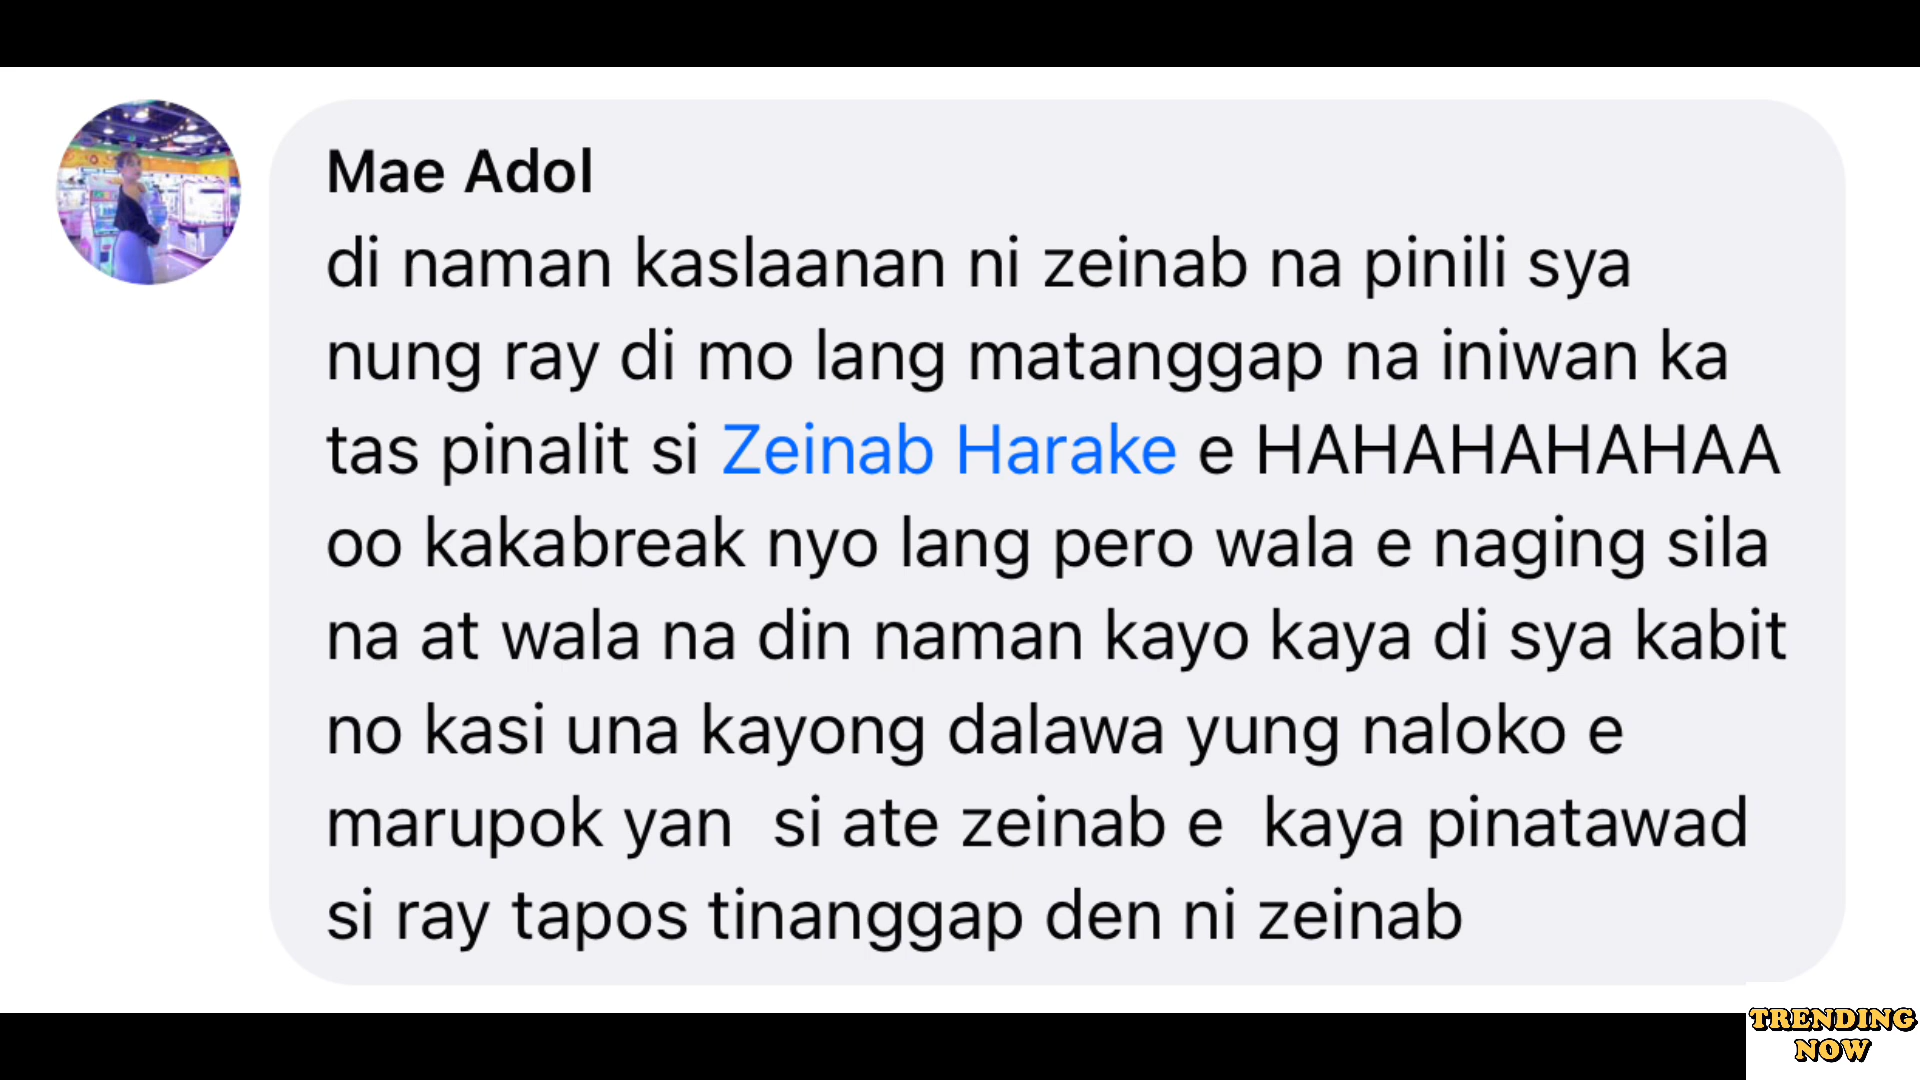 Mae Adol
di naman kaslaanan ni zeinab na pinili sya
nung ray di mo lang matanggap na iniwan ka
tas pinalit si Zeinab Harake e HAHAHAHAHAA
oo kakabreak nyo lang pero wala e naging sila
na at wala na din naman kayo kaya di sya kabit
no kasi una kayong dalawa yung naloko e
marupok yan si ate zeinab e kaya pinatawad
si ray tapos tinanggap den ni zeinab
TRENDING
NOW